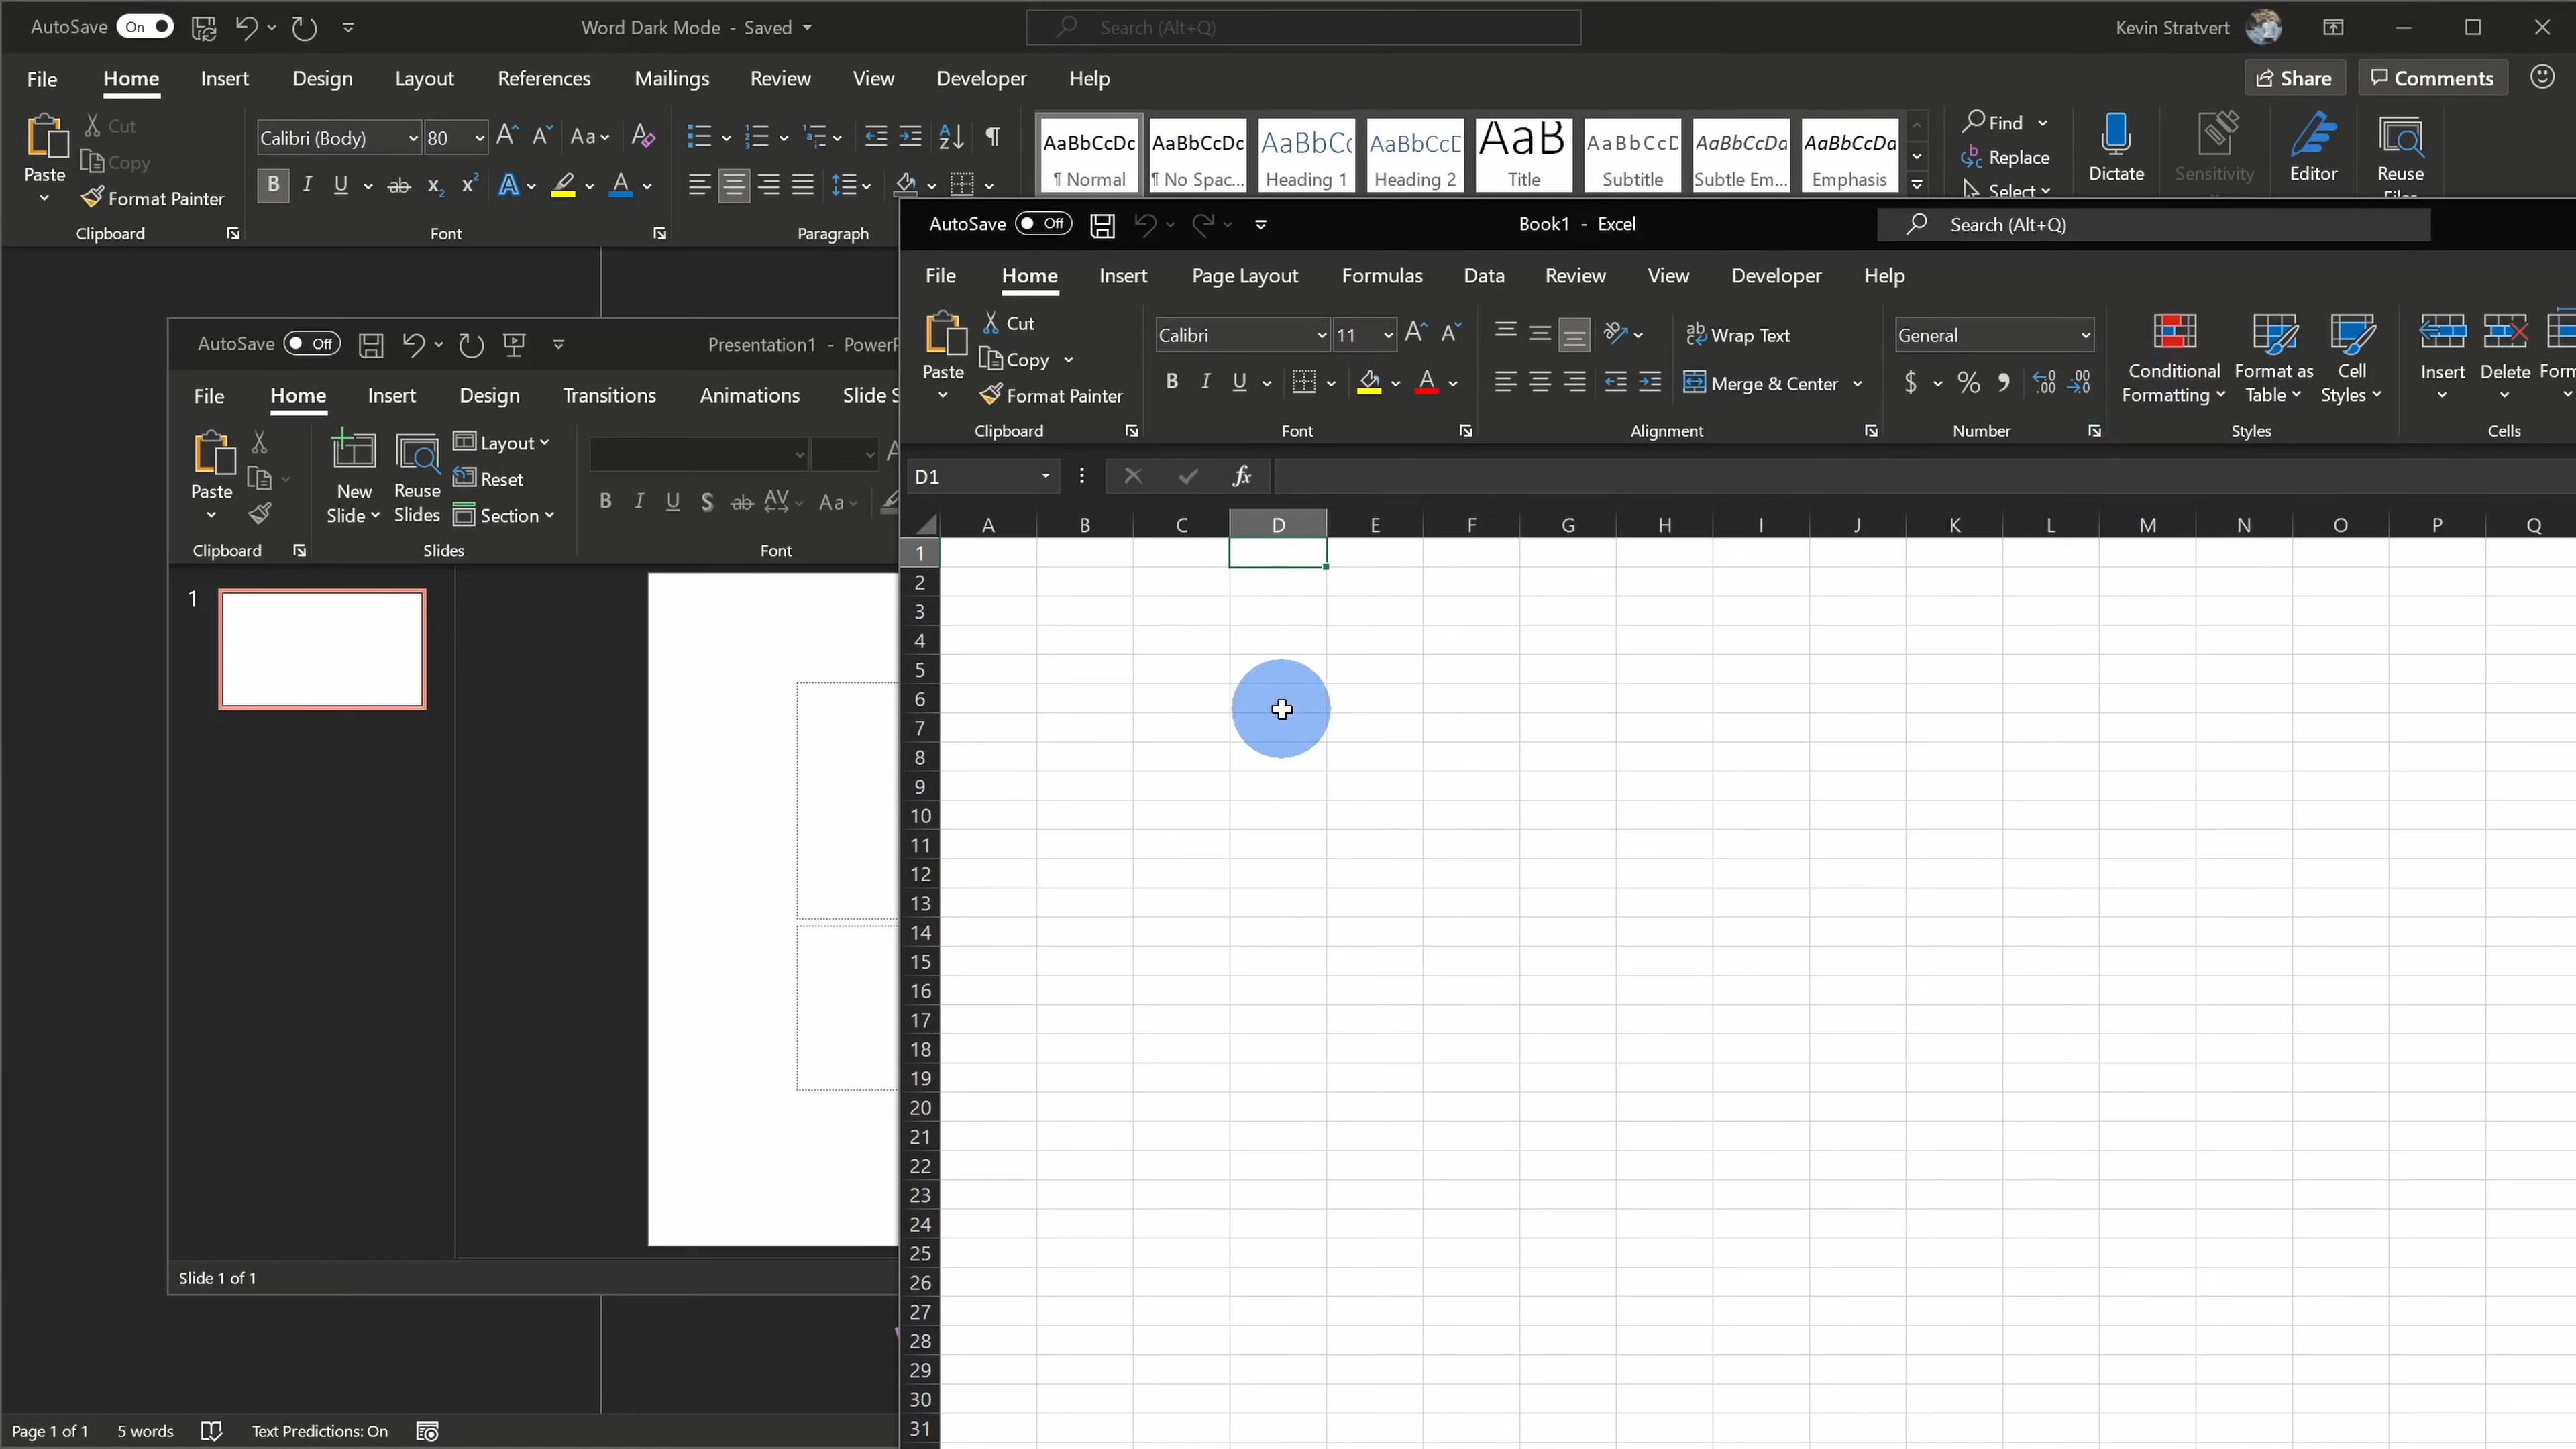 AutoSave On Word Dark Mode - Saved Search (Alt+Q) Kevin Stratvert
File Home Insert Design Layout References Mailings Review View Developer Help Share Comments
Paste Cut Copy Format Painter
Clipboard
Calibri (Body) 80
Font
Paragraph
AaBbCcDc ¶ Normal
AaBbCcDc ¶ No Spac...
AaBbCc Heading 1
AaBbCcD Heading 2
AaB Title
AaBbCcD Subtitle
AaBbCcDa Subtle Em...
AaBbCcDa Emphasis
Find
Replace
Select
Dictate
Sensitivity
Editor
Reuse
AutoSave Off Presentation1 - PowerP
File Home Insert Design Transitions Animations Slide S
Paste
Clipboard
New Slide
Reuse Slides
Layout
Reset
Section
Slides
Font
1
Slide 1 of 1
AutoSave Off Book1 - Excel Search (Alt+Q)
File Home Insert Page Layout Formulas Data Review View Developer Help
Paste Cut Copy Format Painter
Clipboard
Calibri 11
Font
Wrap Text
Merge & Center
Alignment
General
Number
Conditional Formatting
Format as Table
Cell Styles
Styles
Insert Delete Form
Cells
D1 fx
A B C D E F G H I J K L M N O P Q
1
2
3
4
5
6
7
8
9
10
11
12
13
14
15
16
17
18
19
20
21
22
23
24
25
26
27
28
29
30
31
Page 1 of 1 5 words Text Predictions: On